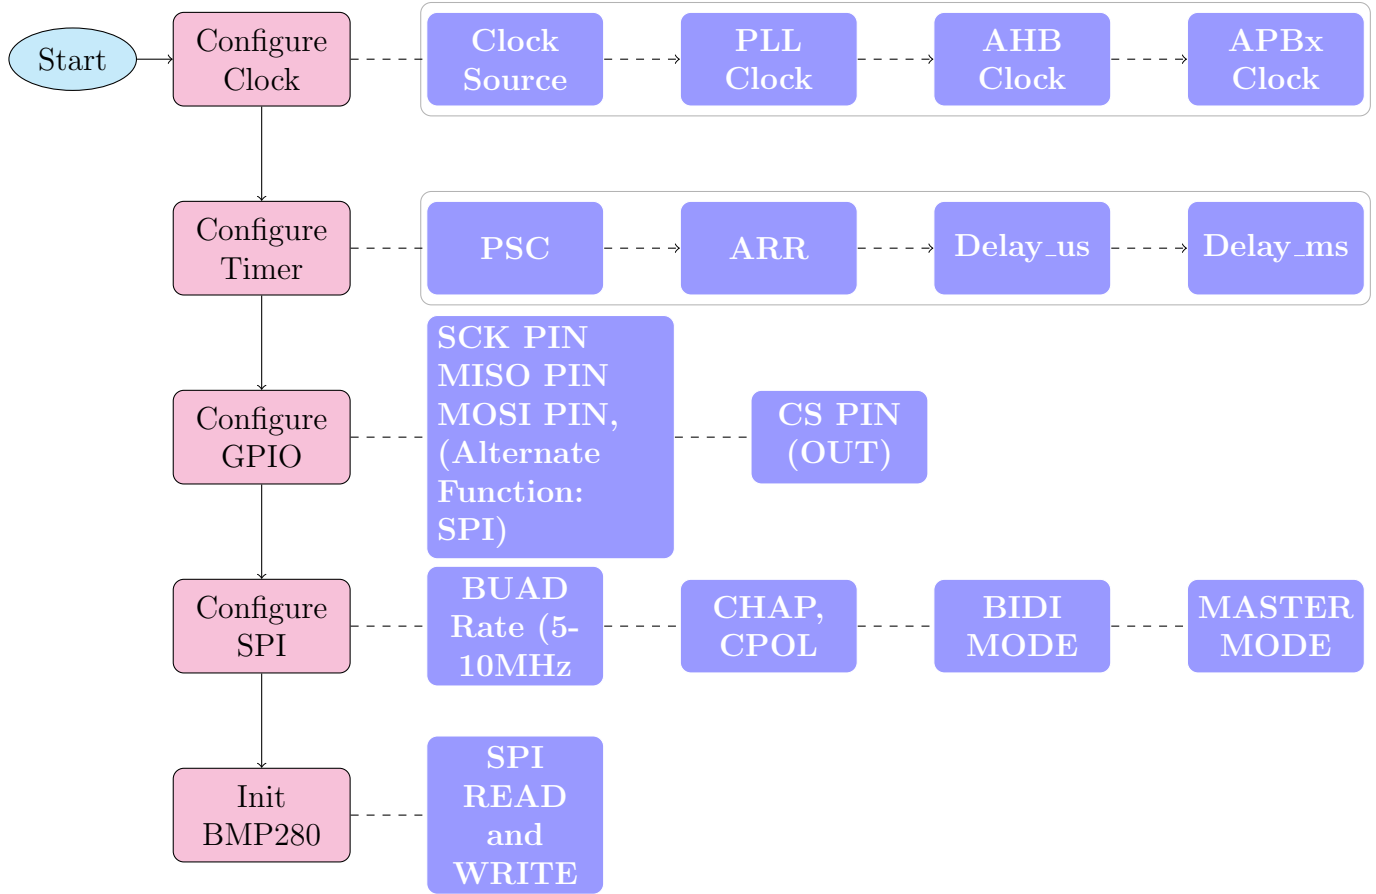 Start
Configure
Clock
Clock
Source
PLL
Clock
AHB
Clock
APBx
Clock
Configure
Timer
PSC
ARR
Delay_us
Delay_ms
Configure
GPIO
SCK PIN
MISO PIN
MOSI PIN,
(Alternate
Function:
SPI)
CS PIN
(OUT)
Configure
SPI
BUAD
Rate (5-
10MHz
CHAP,
CPOL
BIDI
MODE
MASTER
MODE
Init
BMP280
SPI
READ
and
WRITE